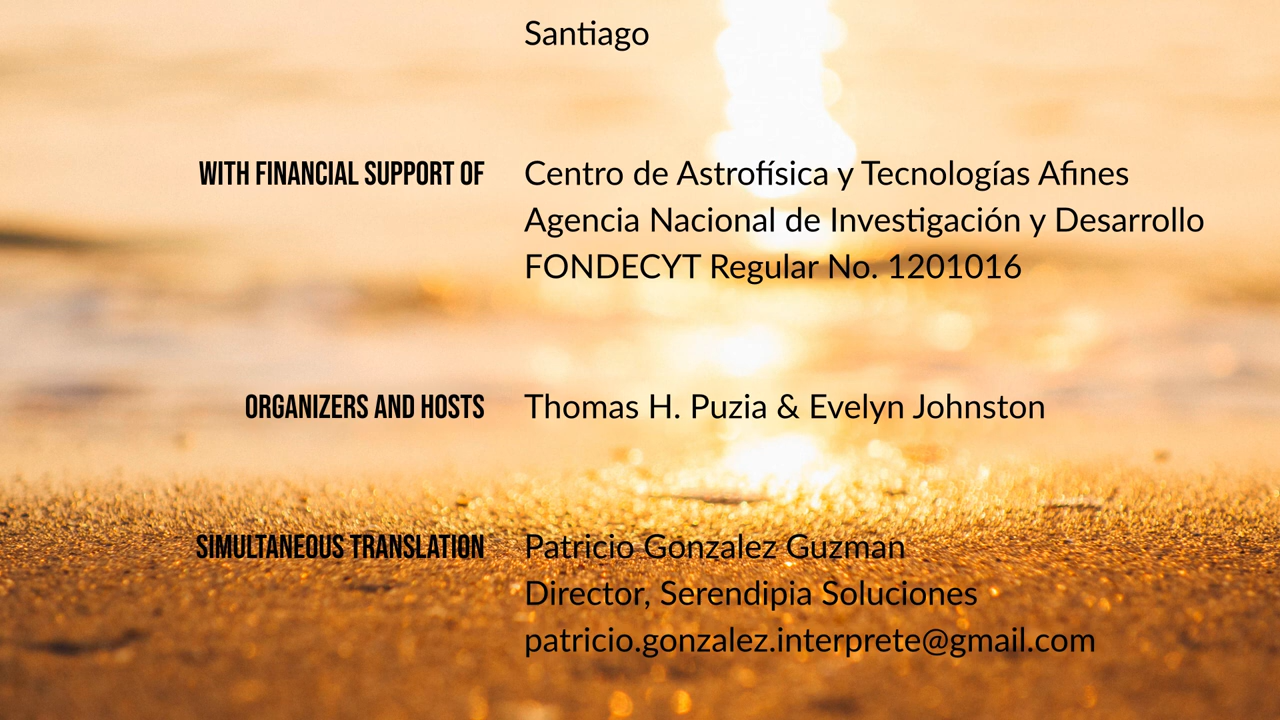 Santiago
WITH FINANCIAL SUPPORT OF
Centro de Astrofísica y Tecnologías Afines
Agencia Nacional de Investigación y Desarrollo
FONDECYT Regular No. 1201016
ORGANIZERS AND HOSTS
Thomas H. Puzia & Evelyn Johnston
SIMULTANEOUS TRANSLATION
Patricio Gonzalez Guzman
Director, Serendipia Soluciones
patricio.gonzalez.interprete@gmail.com